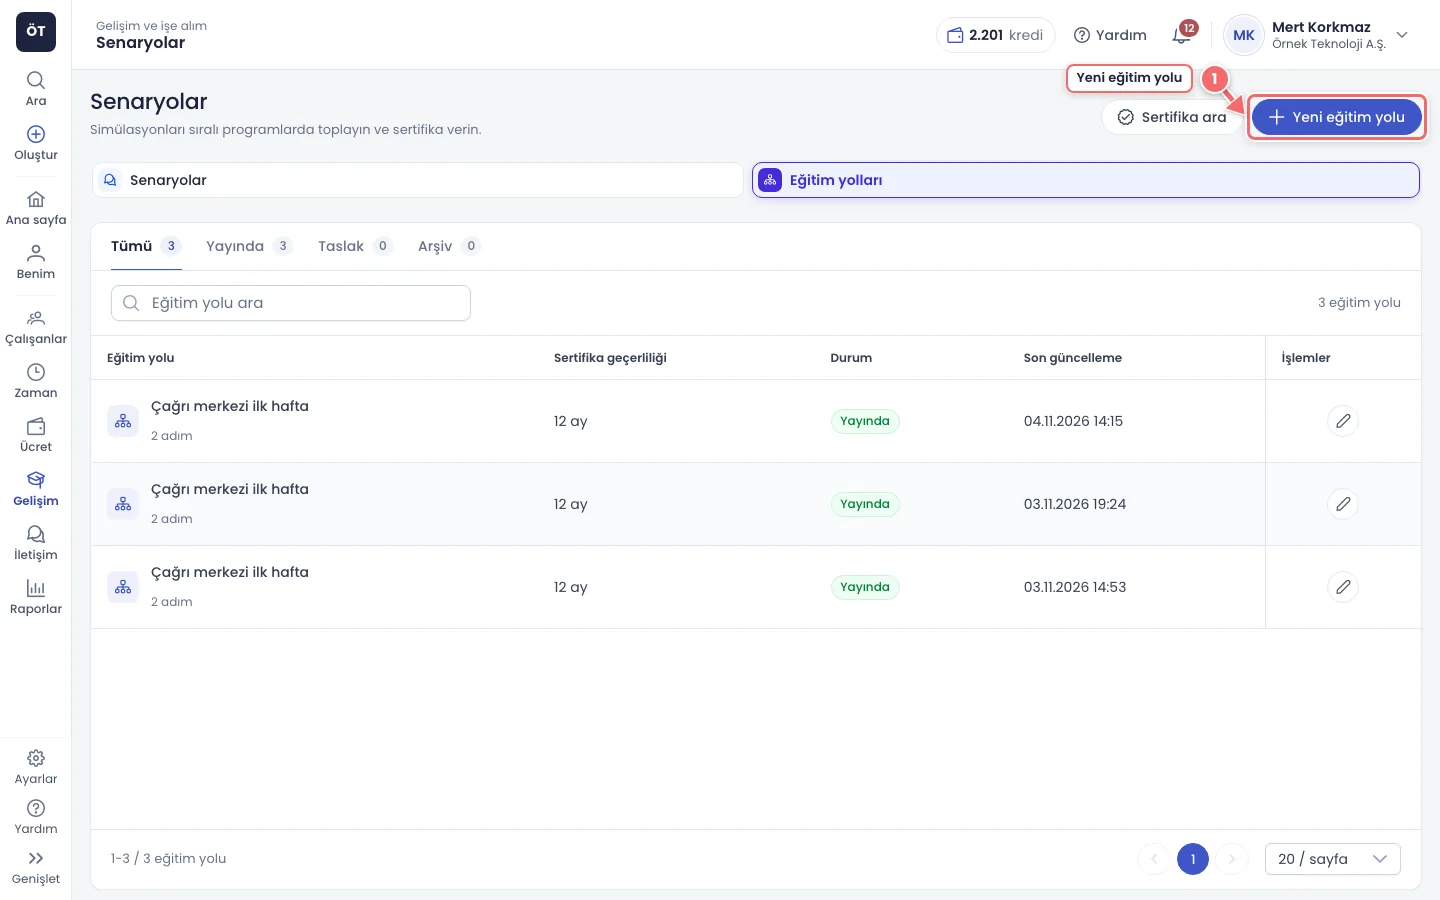 ÖT
Gelişim ve işe alım
Senaryolar
2.201 kredi
Yardım
12
MK
Mert Korkmaz
Örnek Teknoloji A.Ş.
Ara
Oluştur
Ana sayfa
Benim
Çalışanlar
Zaman
Ücret
Gelişim
İletişim
Raporlar
Ayarlar
Yardım
Genişlet
Senaryolar
Simülasyonları sıralı programlarda toplayın ve sertifika verin.
Yeni eğitim yolu
1
Sertifika ara
Yeni eğitim yolu
Senaryolar
Eğitim yolları
Tümü 3
Yayında 3
Taslak 0
Arşiv 0
Eğitim yolu ara
3 eğitim yolu
Eğitim yolu
Sertifika geçerliliği
Durum
Son güncelleme
İşlemler
Çağrı merkezi ilk hafta
2 adım
12 ay
Yayında
04.11.2026 14:15
Çağrı merkezi ilk hafta
2 adım
12 ay
Yayında
03.11.2026 19:24
Çağrı merkezi ilk hafta
2 adım
12 ay
Yayında
03.11.2026 14:53
1-3 / 3 eğitim yolu
1
20 / sayfa